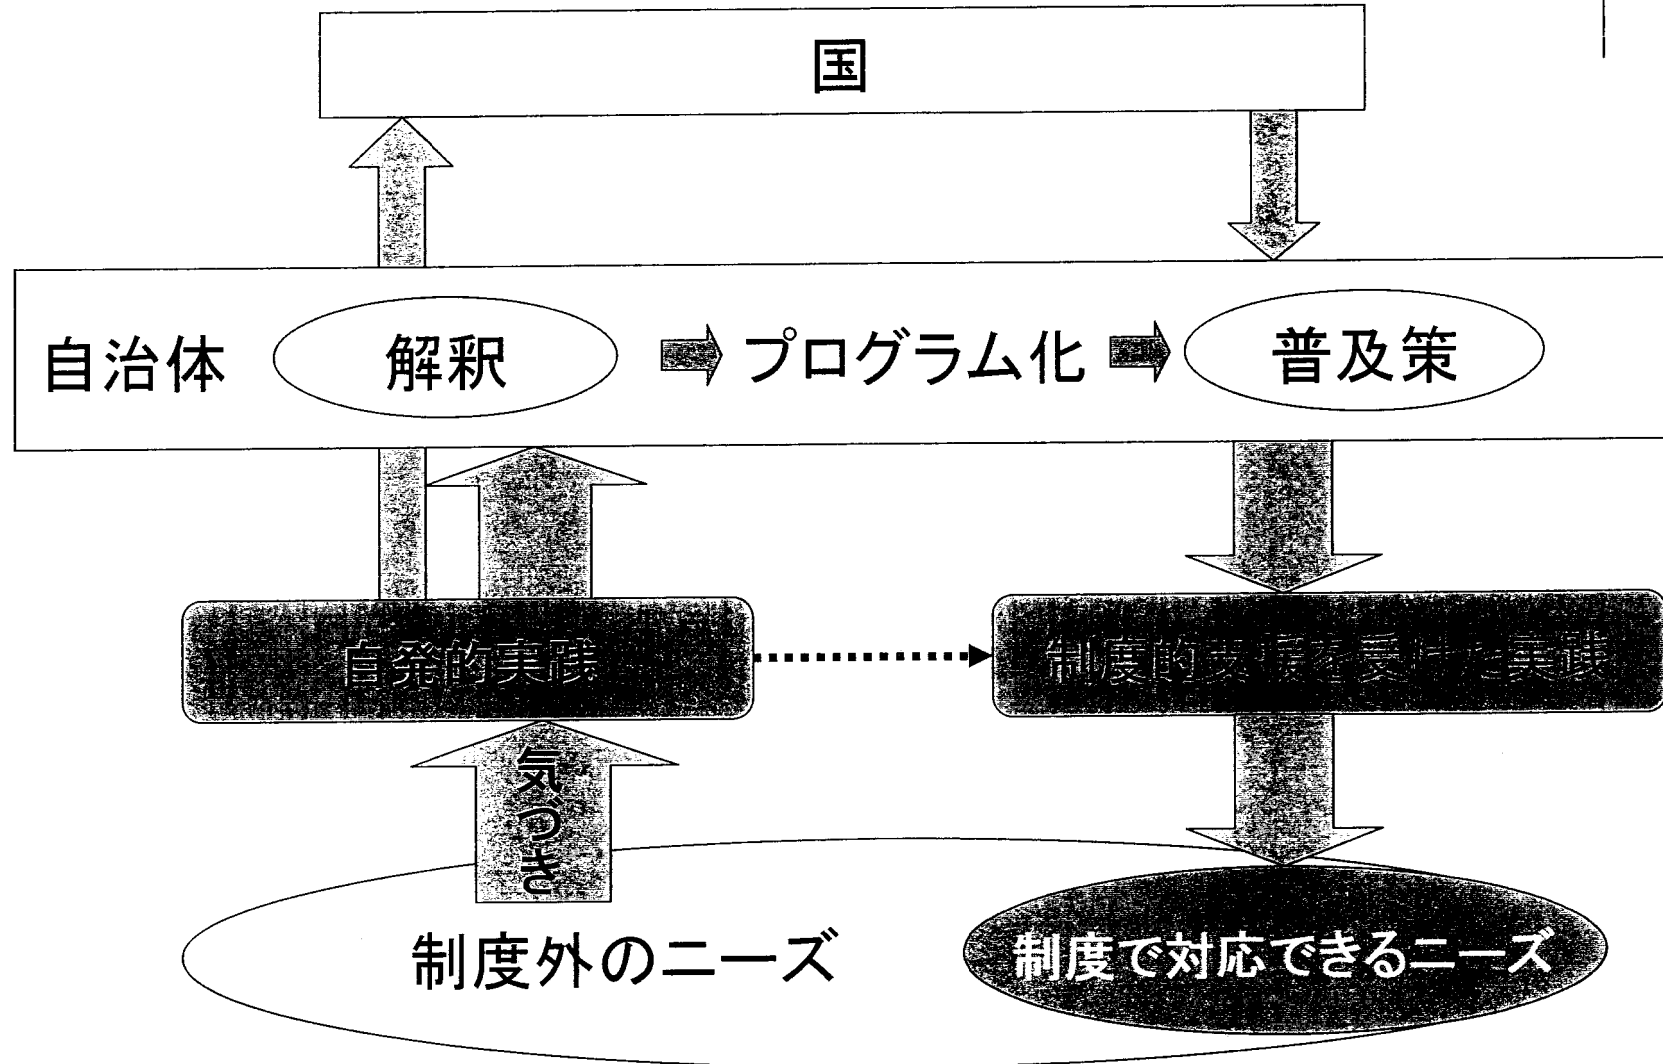 国
自治体
解釈
プログラム化
普及策
自発的実践
制度的支援を受けた実践
気づき
制度外のニーズ
制度で対応できるニーズ